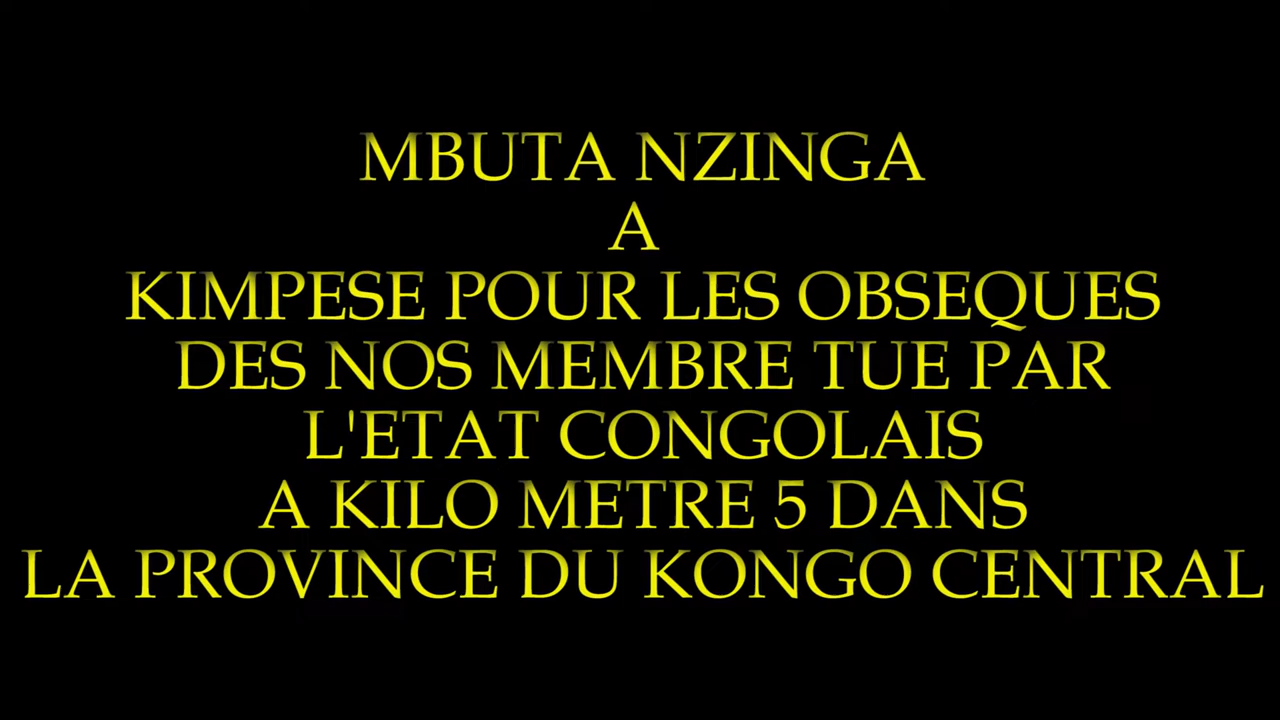 MBUTA NZINGA
A
KIMPESE POUR LES OBSEQUES
DES NOS MEMBRE TUE PAR
L'ETAT CONGOLAIS
A KILO METRE 5 DANS
LA PROVINCE DU KONGO CENTRAL